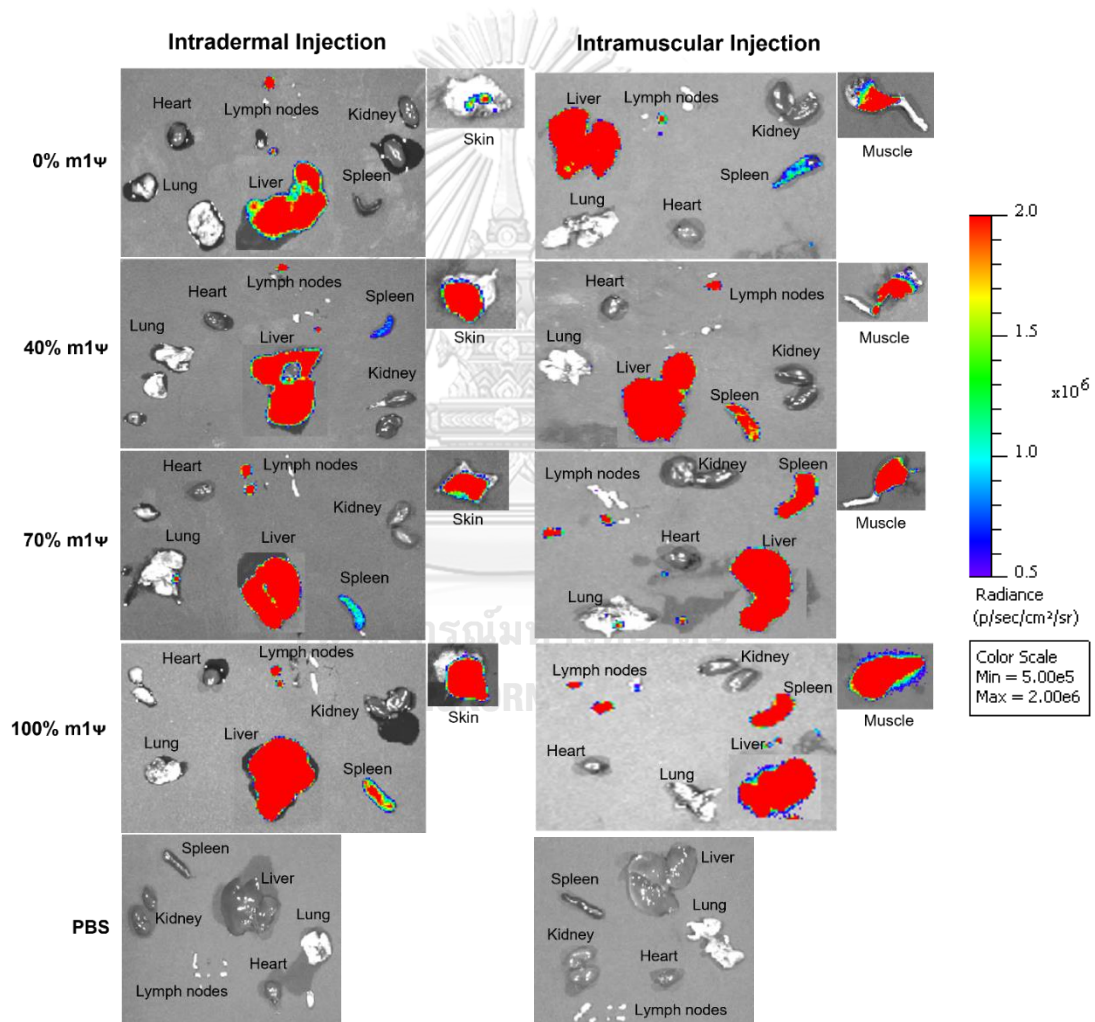 Intradermal Injection
Intramuscular Injection
0% m1Ψ
Heart
Lymph nodes
Kidney
Lung
Liver
Spleen
Skin
Liver
Lymph nodes
Kidney
Spleen
Lung
Heart
Muscle
40% m1Ψ
Lymph nodes
Heart
Spleen
Lung
Liver
Kidney
Skin
Heart
Lymph nodes
Lung
Liver
Spleen
Kidney
Muscle
70% m1Ψ
Heart
Lymph nodes
Kidney
Lung
Liver
Spleen
Skin
Lymph nodes
Kidney
Spleen
Heart
Liver
Lung
Muscle
100% m1Ψ
Heart
Lymph nodes
Kidney
Lung
Liver
Spleen
Skin
Lymph nodes
Kidney
Spleen
Heart
Liver
Lung
Muscle
PBS
Spleen
Liver
Kidney
Lung
Heart
Lymph nodes
Liver
Spleen
Lung
Kidney
Heart
Lymph nodes
2.0
1.5
x10⁶
1.0
0.5
Radiance
(p/sec/cm²/sr)
Color Scale
Min = 5.00e5
Max = 2.00e6